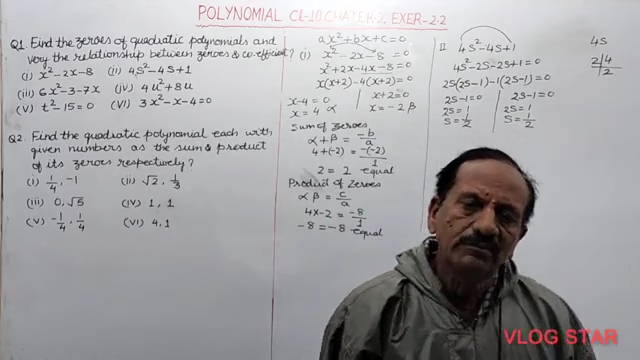 POLYNOMIAL CL-10, CHATER-2, EXER-2.2
Q1. Find the zeroes of quadiatic polynomials and
very the relationship between zeroes & co-efficient?
(i) x²-2x-8 (ii) 4s²-4s+1
(iii) 6x²-3-7x (iv) 4u²+8u
(v) t²-15=0 (vi) 3x²-x-4=0
Q2. Find the quadratic polynomial each with
given numbers as the sum & product
of its zeros respectively?
(i) 1/4, -1 (ii) √2, 1/3
(iii) 0, √5 (iv) 1, 1
(v) -1/4, 1/4 (vi) 4, 1
ax²+bx+c=0
(i) x²-2x-8=0
x²+2x-4x-8=0
x(x+2)-4(x+2)=0
x-4=0 x+2=0
x=4 α x=-2 β
Sum of Zeroes
α+β = -b/a
4+(-2) = -(-2)/1
2 = 2 equal
Product of Zeroes
αβ = c/a
4x-2 = -8/1
-8 = -8 equal
II 4s²-4s+1
4s²-2s-2s+1=0
2s(2s-1)-1(2s-1)=0
2s-1=0 2s-1=0
2s=1 2s=1
s=1/2 s=1/2
4s
2|4
2
VLOG STAR